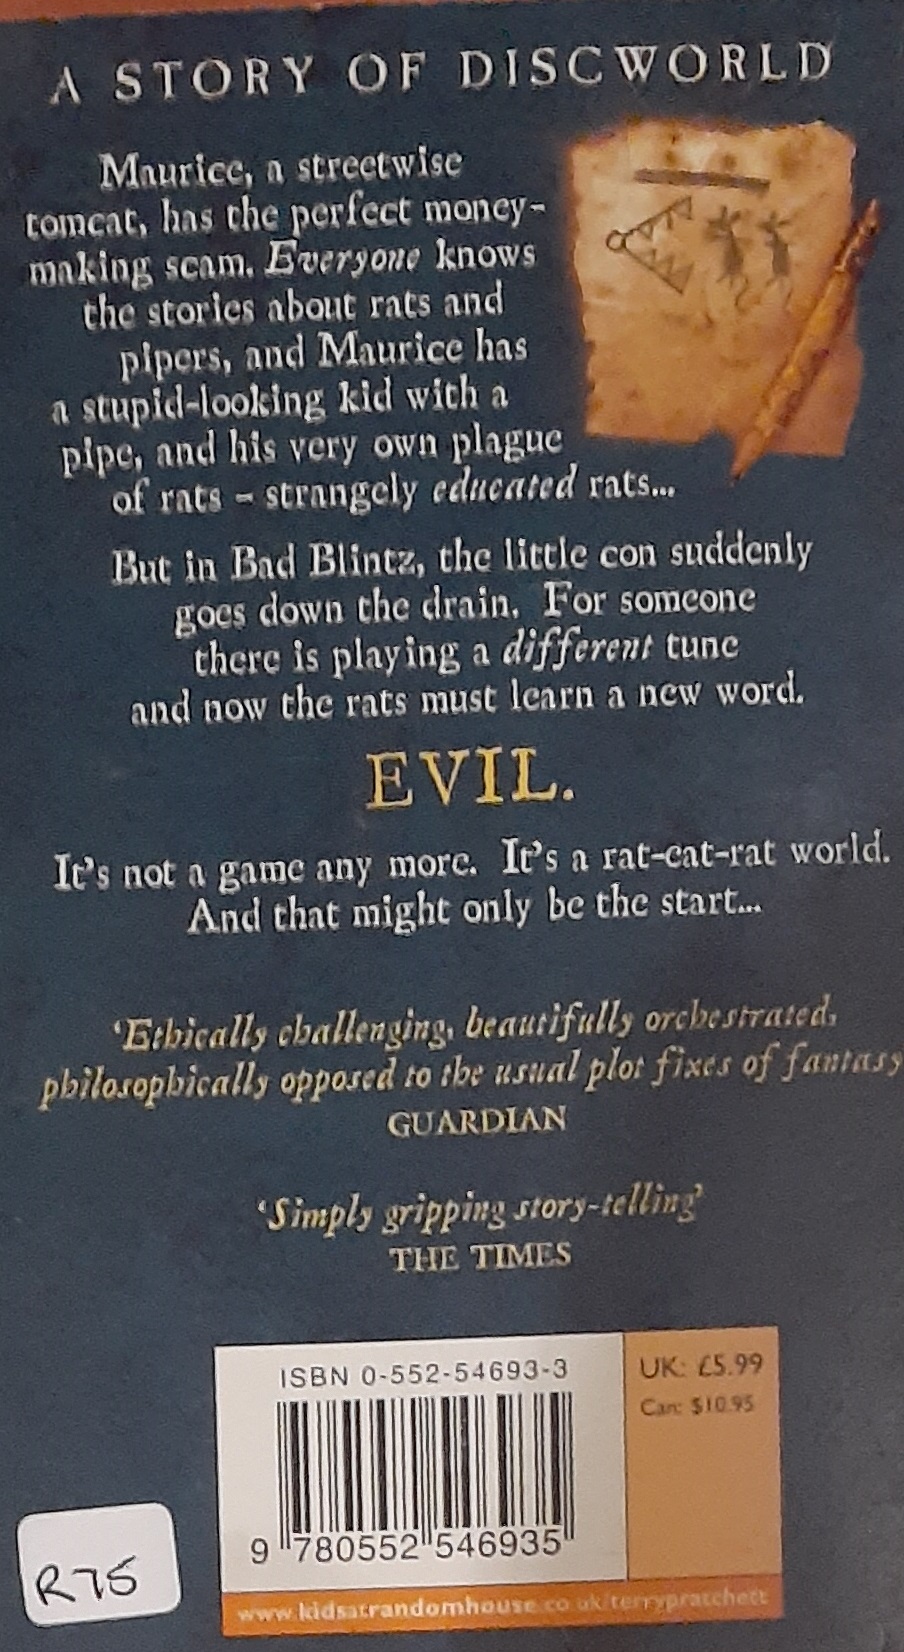 A STORY OF DISCWORLD
Maurice, a streetwise
tomcat, has the perfect money-
making scam. Everyone knows
the stories about rats and
pipers, and Maurice has
a stupid-looking kid with a
pipe, and his very own plague
of rats – strangely educated rats...
But in Bad Blintz, the little con suddenly
goes down the drain. For someone
there is playing a different tune
and now the rats must learn a new word.
EVIL.
It's not a game any more. It's a rat-eat-rat world.
And that might only be the start...
‘Ethically challenging, beautifully orchestrated,
philosophically opposed to the usual plot fixes of fantasy
GUARDIAN
‘Simply gripping story-telling’
THE TIMES
ISBN 0-552-54693-3
UK: £5.99
Can: $10.95
9 780552 546935
R75
www.kidsatrandomhouse.co.uk/terrypratchett